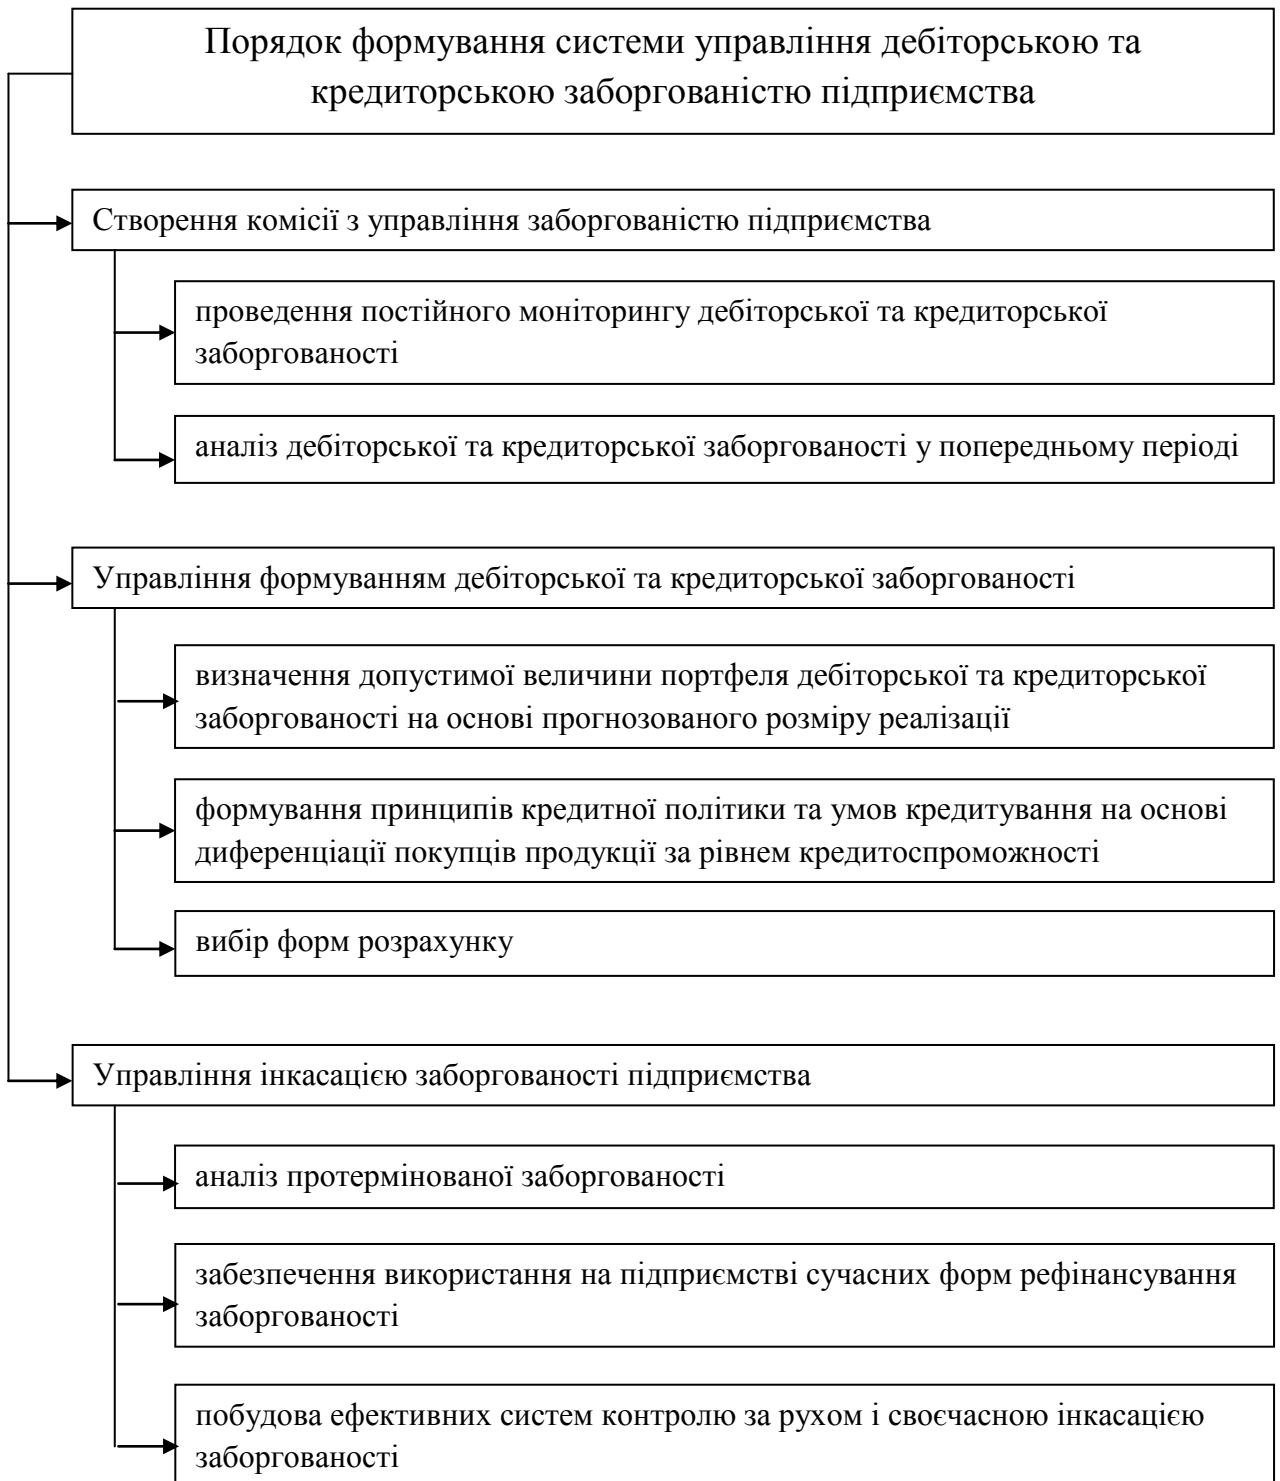 Порядок формування системи управління дебіторською та
кредиторською заборгованістю підприємства
Створення комісії з управління заборгованістю підприємства
проведення постійного моніторингу дебіторської та кредиторської
заборгованості
аналіз дебіторської та кредиторської заборгованості у попередньому періоді
Управління формуванням дебіторської та кредиторської заборгованості
визначення допустимої величини портфеля дебіторської та кредиторської
заборгованості на основі прогнозованого розміру реалізації
формування принципів кредитної політики та умов кредитування на основі
диференціації покупців продукції за рівнем кредитоспроможності
вибір форм розрахунку
Управління інкасацією заборгованості підприємства
аналіз протермінованої заборгованості
забезпечення використання на підприємстві сучасних форм рефінансування
заборгованості
побудова ефективних систем контролю за рухом і своєчасною інкасацією
заборгованості